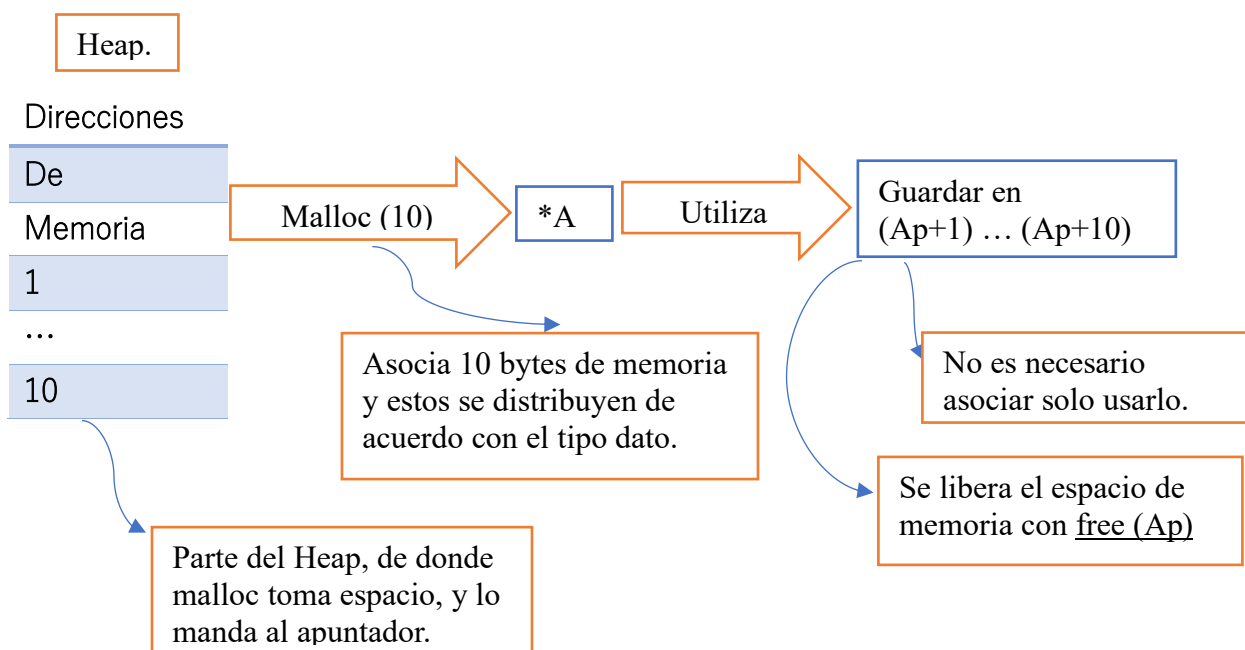 Heap.
Direcciones
De
Memoria
1
...
10
Malloc (10)
*A
Utiliza
Guardar en
(Ap+1) … (Ap+10)
Asocia 10 bytes de memoria
y estos se distribuyen de
acuerdo con el tipo dato.
No es necesario
asociar solo usarlo.
Se libera el espacio de
memoria con free (Ap)
Parte del Heap, de donde
malloc toma espacio, y lo
manda al apuntador.